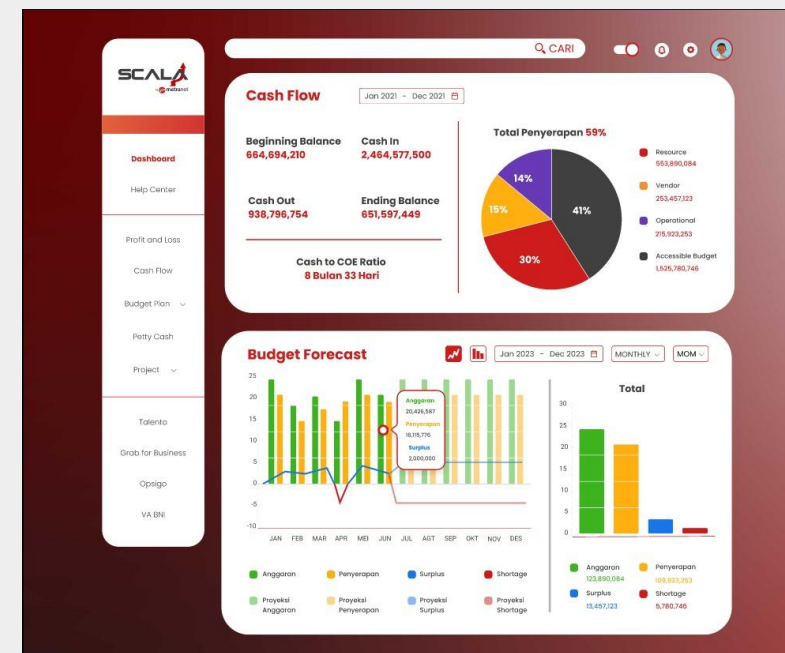 SCALA
by metranet
CARI
Dashboard
Help Center
Profit and Loss
Cash Flow
Budget Plan
Petty Cash
Project
Talenta
Grab for Business
Opsigo
VA BNI
Cash Flow
Jan 2021 - Dec 2021
Beginning Balance
664,694,210
Cash In
2,464,577,500
Cash Out
938,796,754
Ending Balance
651,597,449
Cash to COE Ratio
8 Bulan 33 Hari
Total Penyerapan 59%
14%
15%
41%
30%
Resource
553,890,084
Vendor
253,457,123
Operational
215,923,253
Accessible Budget
1,525,780,746
Budget Forecast
Jan 2023 - Dec 2023
MONTHLY
MOM
25
20
15
10
5
0
-5
-10
Anggaran
20,426,587
Penyerapan
18,115,776
Surplus
2,000,000
JAN FEB MAR APR MEI JUN JUL AGT SEP OKT NOV DES
Anggaran
Penyerapan
Surplus
Shortage
Proyeksi
Anggaran
Proyeksi
Penyerapan
Proyeksi
Surplus
Proyeksi
Shortage
Total
30
25
20
15
10
5
0
Anggaran
123,890,084
Penyerapan
109,933,253
Surplus
13,457,123
Shortage
5,780,746